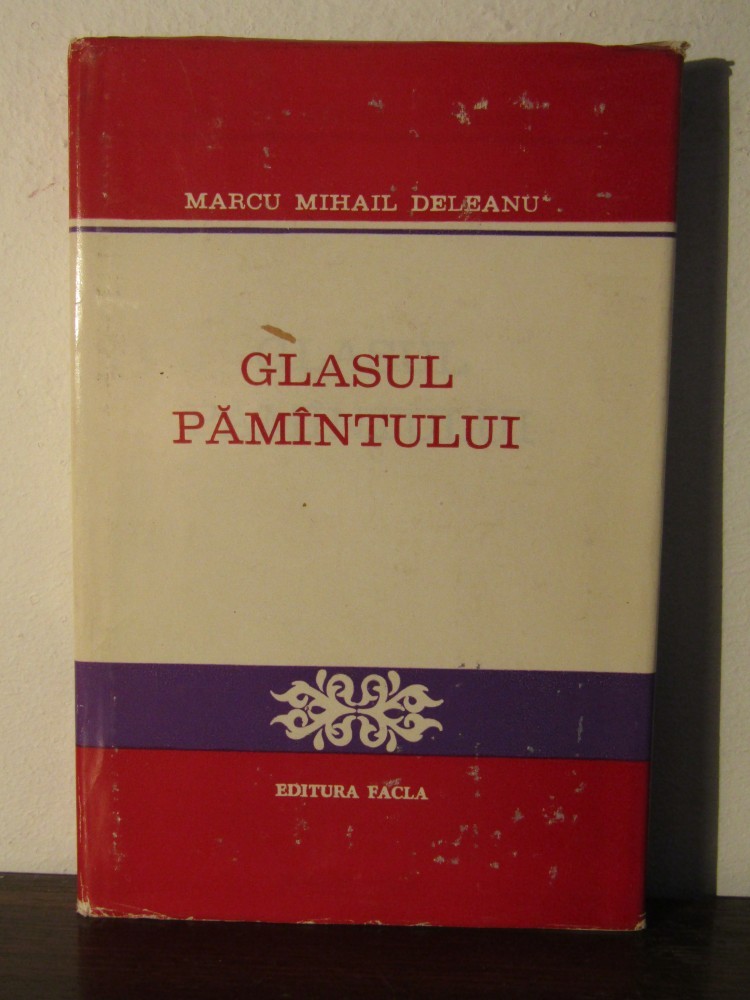 MARCU MIHAIL DELEANU
GLASUL
PĂMÎNTULUI
EDITURA FACLA